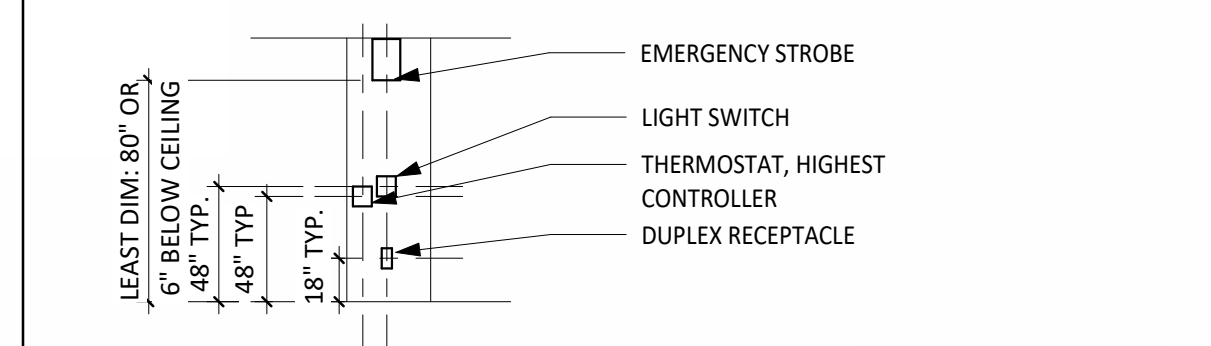 EMERGENCY STROBE
LIGHT SWITCH
THERMOSTAT, HIGHEST
CONTROLLER
DUPLEX RECEPTACLE
LEAST DIM: 80" OR
6" BELOW CEILING
48" TYP.
48" TYP
18" TYP.